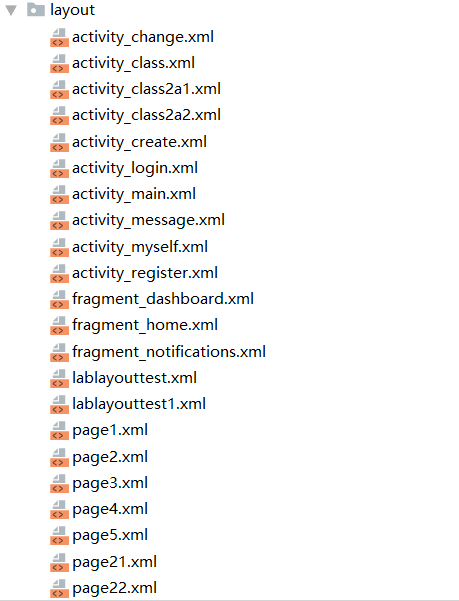 layout
activity_change.xml
activity_class.xml
activity_class2a1.xml
activity_class2a2.xml
activity_create.xml
activity_login.xml
activity_main.xml
activity_message.xml
activity_myself.xml
activity_register.xml
fragment_dashboard.xml
fragment_home.xml
fragment_notifications.xml
lablayouttest.xml
lablayouttest1.xml
page1.xml
page2.xml
page3.xml
page4.xml
page5.xml
page21.xml
page22.xml